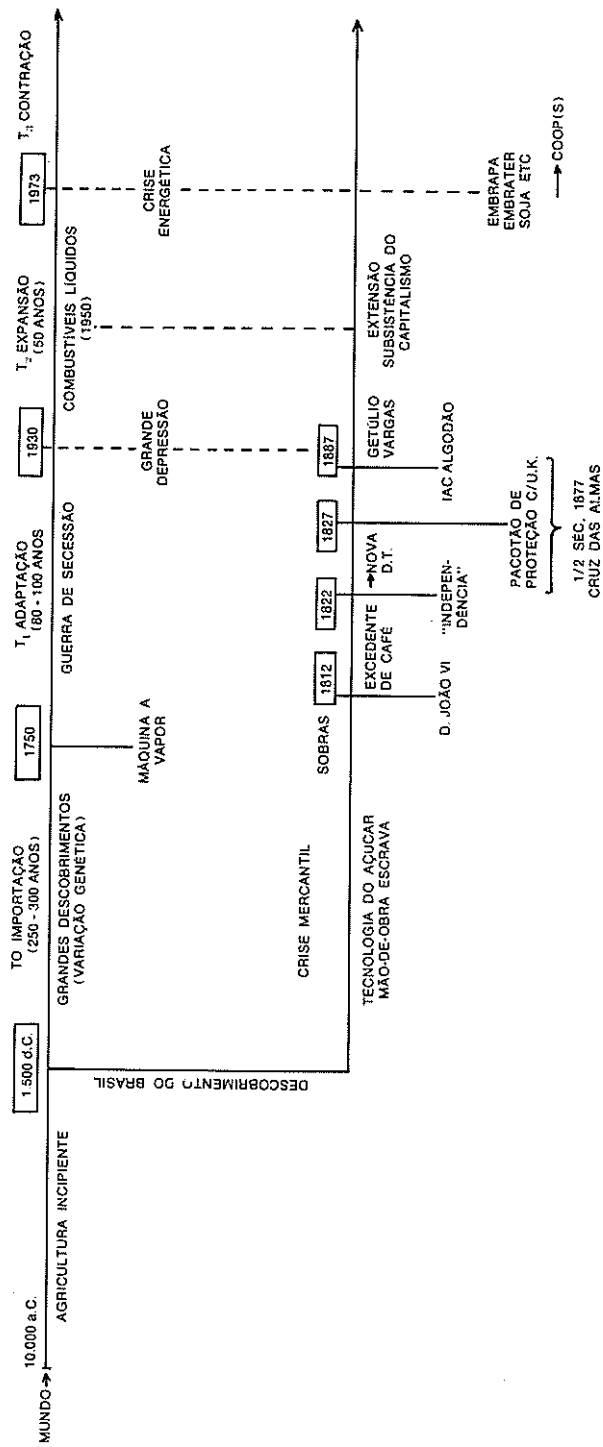 MUNDO→
10.000 a.C.
1.500 d.C.
TO IMPORTAÇÃO
(250 - 300 ANOS)
1750
T₁ ADAPTAÇÃO
(80 - 100 ANOS
1930
T₂ EXPANSÃO
(50 ANOS)
1973
T₃ CONTRAÇÃO
AGRICULTURA INCIPIENTE
GRANDES DESCOBRIMENTOS
(VARIAÇÃO GENÉTICA)
GUERRA DE SECESSÃO
COMBUSTÍVEIS LÍQUIDOS
(1950)
MÁQUINA A
VAPOR
GRANDE
DEPRESSÃO
CRISE
ENERGÉTICA
DESCOBRIMENTO DO BRASIL
CRISE MERCANTIL
SOBRAS
1812
1822
1827
1887
TECNOLOGIA DO AÇUCAR
MÃO-DE-OBRA ESCRAVA
EXCEDENTE
DE CAFÉ
→NOVA
D.T.
GETÚLIO
VARGAS
EXTENSÃO
SUBSISTÊNCIA DO
CAPITALISMO
D. JOÃO VI
"INDEPEN-
DÊNCIA"
IAC ALGODÃO
PACOTÃO DE
PROTEÇÃO C/U.K.
1/2 SÉC, 1877
CRUZ DAS ALMAS
EMBRAPA
EMBRATER
SOJA ETC
→ COOP(S)